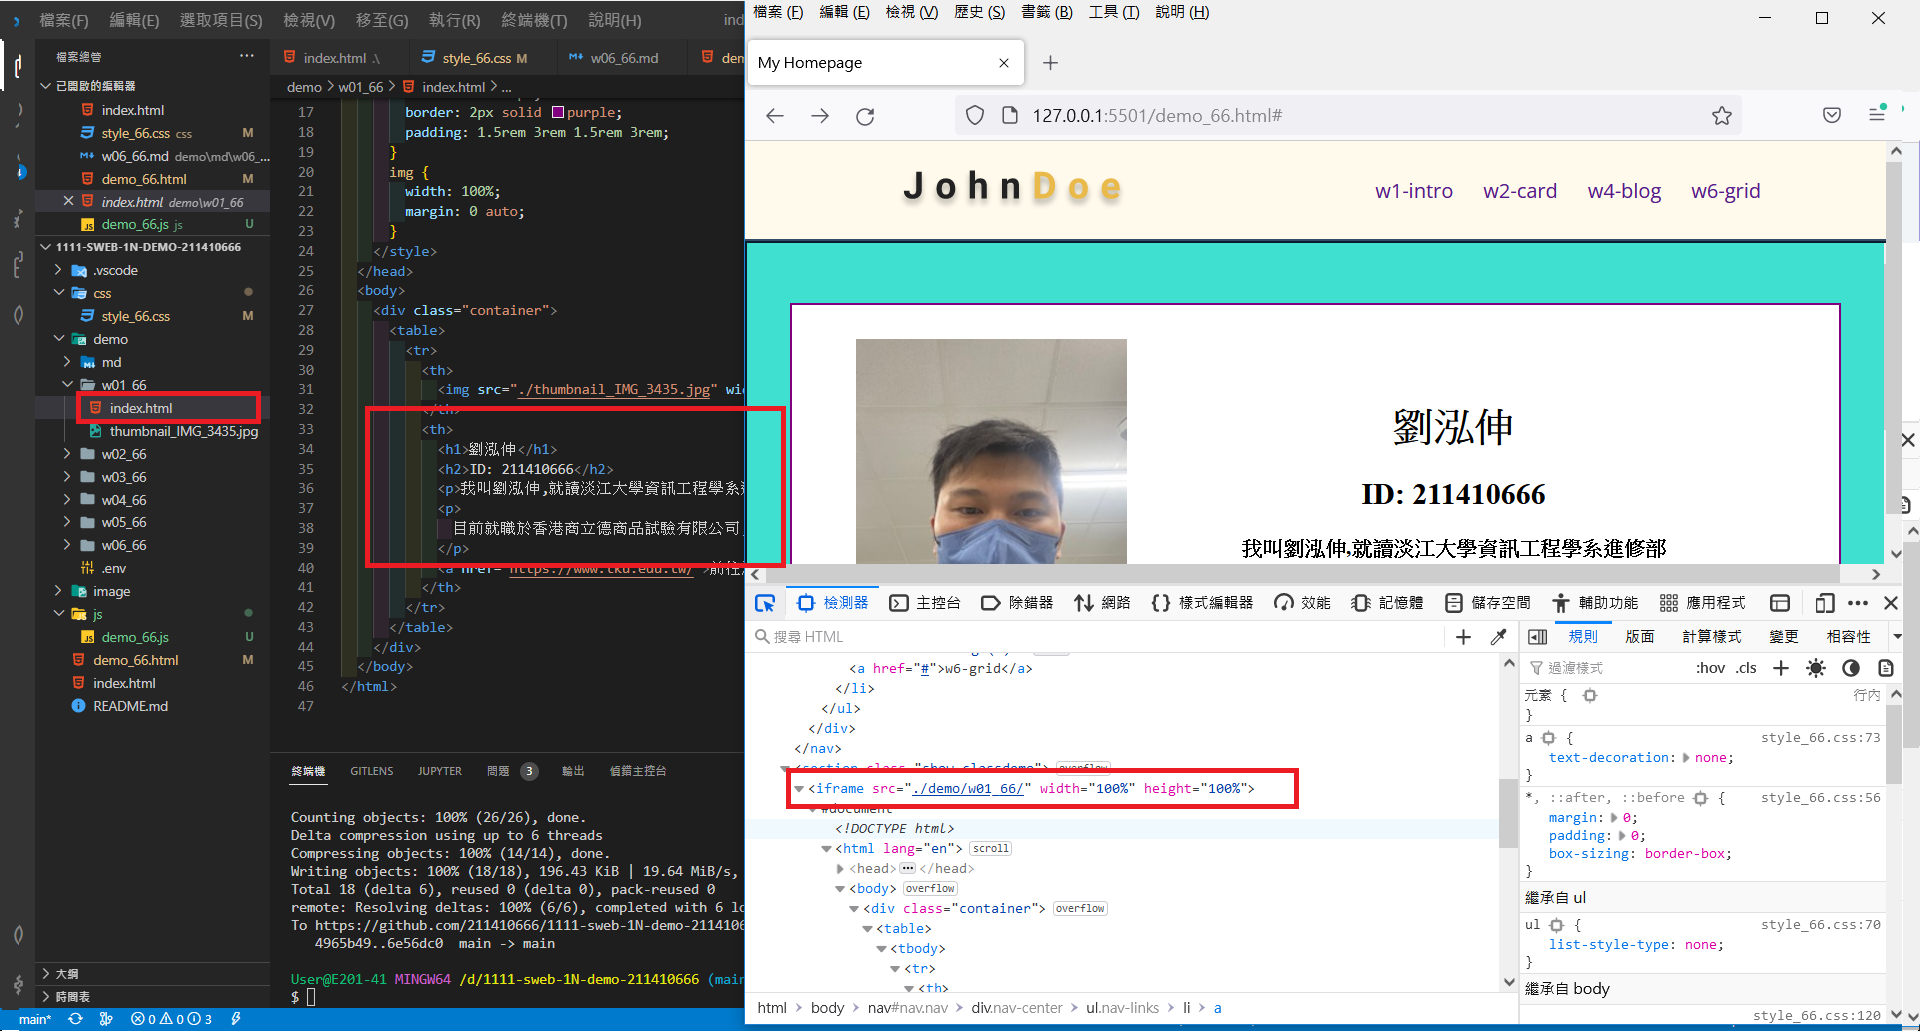 檔案(F) 編輯(E) 選取項目(S) 檢視(V) 移至(G) 執行(R) 終端機(T) 說明(H)
檔案總管 ···
已開啟的編輯器
index.html
style_66.css css M
w06_66.md demo\md\w06_...
demo_66.html M
index.html demo\w01_66
demo_66.js js U
1111-SWEB-1N-DEMO-211410666
.vscode
css
style_66.css M
demo
md
w01_66
index.html
thumbnail_IMG_3435.jpg
w02_66
w03_66
w04_66
w05_66
w06_66
.env
image
js
demo_66.js U
demo_66.html M
index.html
README.md
大綱
時間表
main* 0 0 3
index.html .\ style_66.css M w06_66.md
demo > w01_66 > index.html > ...
17 border: 2px solid purple;
18 padding: 1.5rem 3rem 1.5rem 3rem;
19 }
20 img {
21 width: 100%;
22 margin: 0 auto;
23 }
24 </style>
25 </head>
26 <body>
27 <div class="container">
28 <table>
29 <tr>
30 <th>
31 <img src="./thumbnail_IMG_3435.jpg"
32 </th>
33 <th>
34 <h1>劉泓伸</h1>
35 <h2>ID: 211410666</h2>
36 <p>我叫劉泓伸,就讀淡江大學資訊工程學系
37 <p>
38 目前就職於香港商立德商品試驗有限公司
39 </p>
40 <a href="https://www.tku.edu.tw/">前往
41 </th>
42 </tr>
43 </table>
44 </div>
45 </body>
46 </html>
47
終端機 GITLENS JUPYTER 問題 3 輸出 偵錯主控台
Counting objects: 100% (26/26), done.
Delta compression using up to 6 threads
Compressing objects: 100% (14/14), done.
Writing objects: 100% (18/18), 196.43 KiB | 19.64 MiB/s,
Total 18 (delta 6), reused 0 (delta 0), pack-reused 0
remote: Resolving deltas: 100% (6/6), completed with 6
To https://github.com/211410666/1111-sweb-1N-demo-211410
4965b49..6e56dc0 main -> main
User@E201-41 MINGW64 /d/1111-sweb-1N-demo-211410666 (main
$
檔案 (F) 編輯 (E) 檢視 (V) 歷史 (S) 書籤 (B) 工具 (T) 說明 (H)
My Homepage
127.0.0.1:5501/demo_66.html#
JohnDoe w1-intro w2-card w4-blog w6-grid
劉泓伸
ID: 211410666
我叫劉泓伸,就讀淡江大學資訊工程學系進修部
檢測器 主控台 除錯器 網路 樣式編輯器 效能 記憶體 儲存空間 輔助功能 應用程式
搜尋 HTML
<a href="#">w6-grid</a>
</li>
</ul>
</div>
</nav>
<section class="show-classdemo"> overflow
<iframe src="./demo/w01_66/" width="100%" height="100%">
#document
<!DOCTYPE html>
<html lang="en"> scroll
<head> ··· </head>
<body> overflow
<div class="container"> overflow
<table>
<tbody>
<tr>
<th>
html > body > nav#nav.nav > div.nav-center > ul.nav-links > li > a
規則 版面 計算樣式 變更 相容性
過濾樣式 :hov .cls
元素 { 行內
}
a { style_66.css:73
text-decoration: none;
}
*, ::after, ::before { style_66.css:56
margin: 0;
padding: 0;
box-sizing: border-box;
}
繼承自 ul
ul { style_66.css:70
list-style-type: none;
}
繼承自 body
style_66.css:120